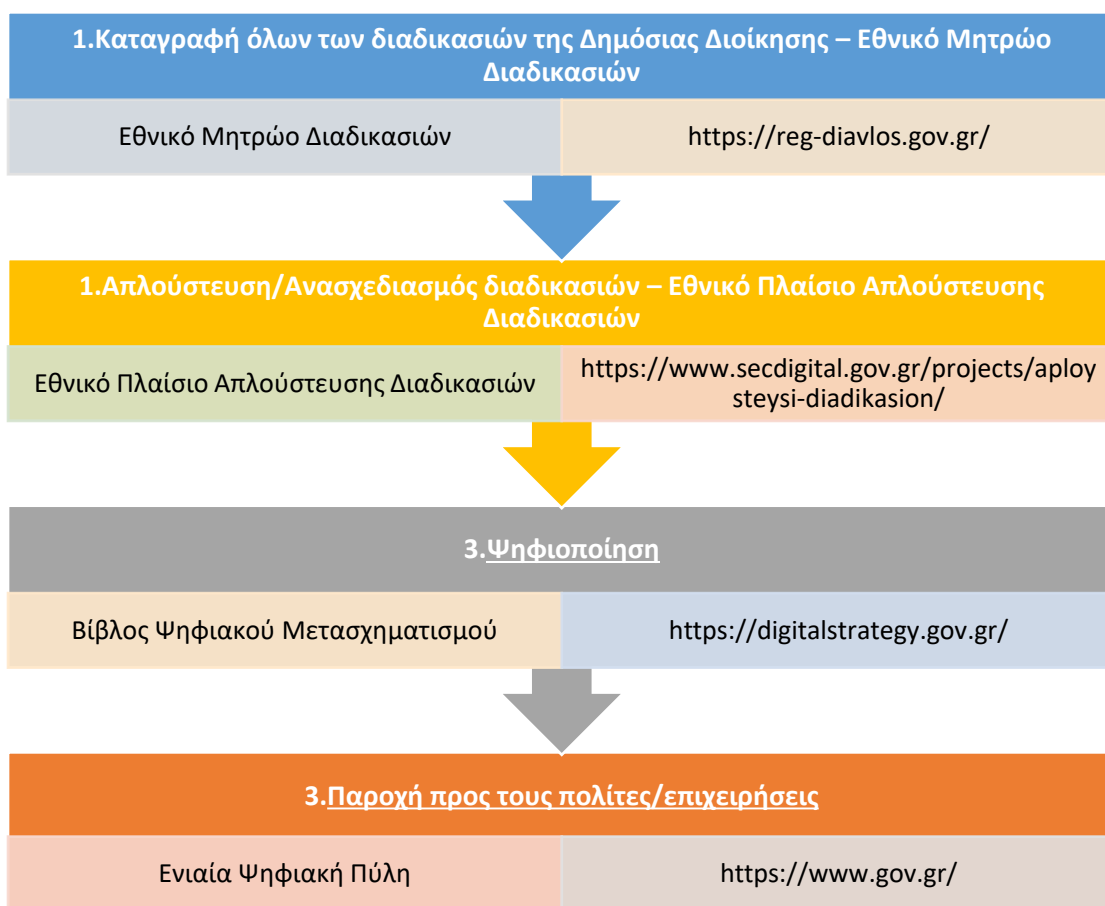 1.Καταγραφή όλων των διαδικασιών της Δημόσιας Διοίκησης – Εθνικό Μητρώο
Διαδικασιών
Εθνικό Μητρώο Διαδικασιών
https://reg-diavlos.gov.gr/
1.Απλούστευση/Ανασχεδιασμός διαδικασιών – Εθνικό Πλαίσιο Απλούστευσης
Διαδικασιών
Εθνικό Πλαίσιο Απλούστευσης Διαδικασιών
https://www.secdigital.gov.gr/projects/aploy
steysi-diadikasion/
3.Ψηφιοποίηση
Βίβλος Ψηφιακού Μετασχηματισμού
https://digitalstrategy.gov.gr/
3.Παροχή προς τους πολίτες/επιχειρήσεις
Ενιαία Ψηφιακή Πύλη
https://www.gov.gr/